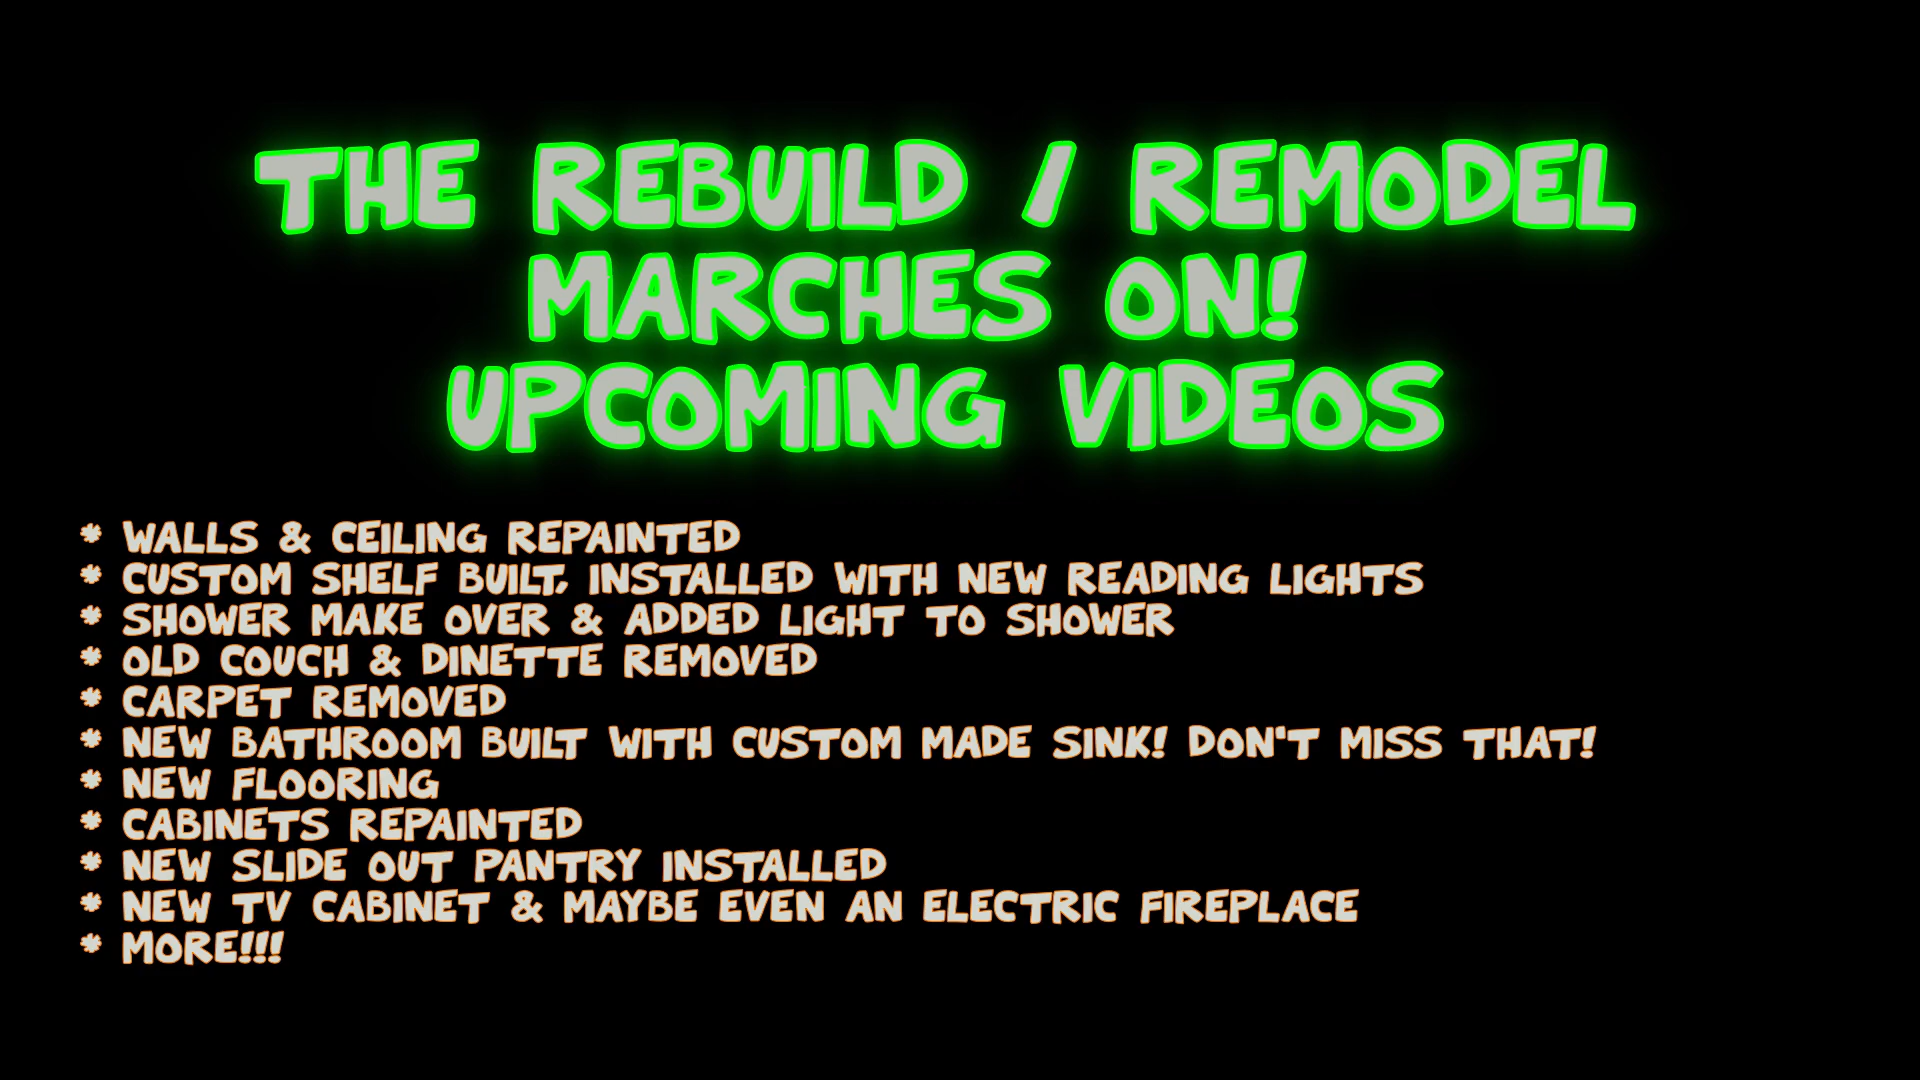 THE REBUILD / REMODEL
MARCHES ON!
UPCOMING VIDEOS
* WALLS & CEILING REPAINTED
* CUSTOM SHELF BUILT, INSTALLED WITH NEW READING LIGHTS
* SHOWER MAKE OVER & ADDED LIGHT TO SHOWER
* OLD COUCH & DINETTE REMOVED
* CARPET REMOVED
* NEW BATHROOM BUILT WITH CUSTOM MADE SINK! DON'T MISS THAT!
* NEW FLOORING
* CABINETS REPAINTED
* NEW SLIDE OUT PANTRY INSTALLED
* NEW TV CABINET & MAYBE EVEN AN ELECTRIC FIREPLACE
* MORE!!!